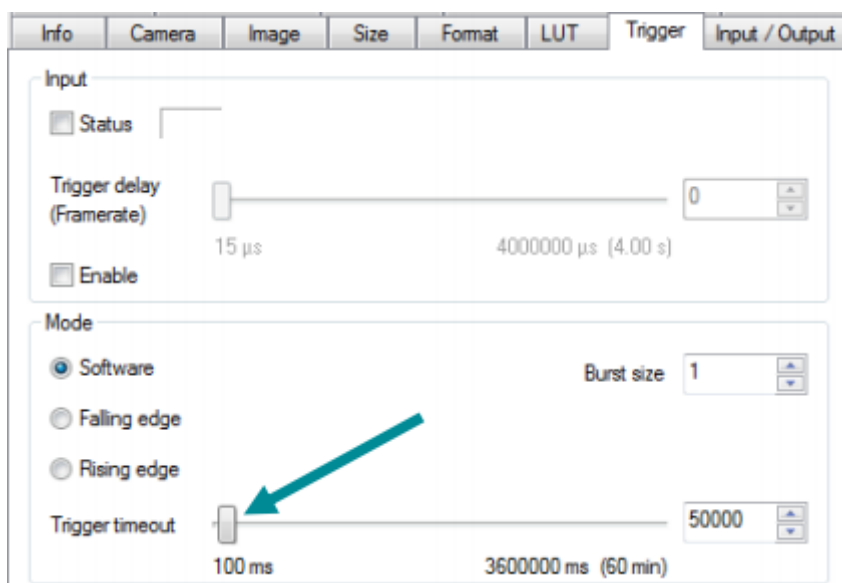 Info Camera Image Size Format LUT Trigger Input / Output
Input
Status
Trigger delay
(Framerate)
0
15 µs 4000000 µs (4.00 s)
Enable
Mode
Software Burst size 1
Falling edge
Rising edge
Trigger timeout 50000
100 ms 3600000 ms (60 min)